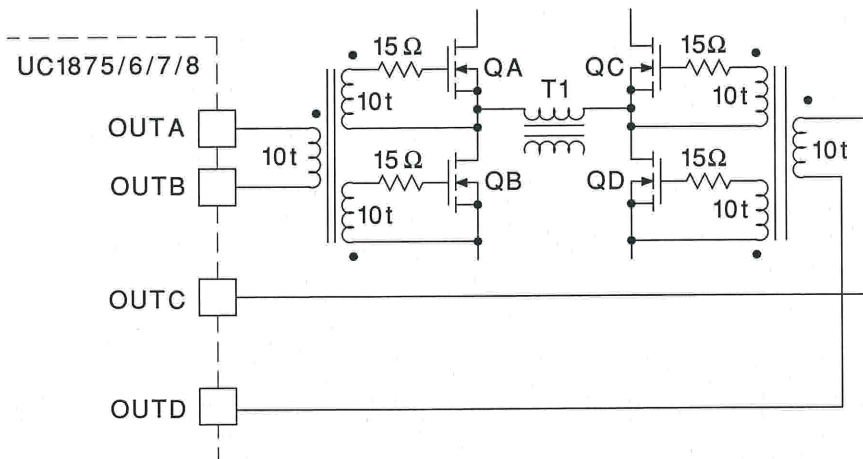 UC1875/6/7/8
15Ω
QA
10t
OUTA
10t
OUTB
15Ω
QB
10t
T1
QC
15Ω
10t
10t
QD
15Ω
10t
OUTC
OUTD